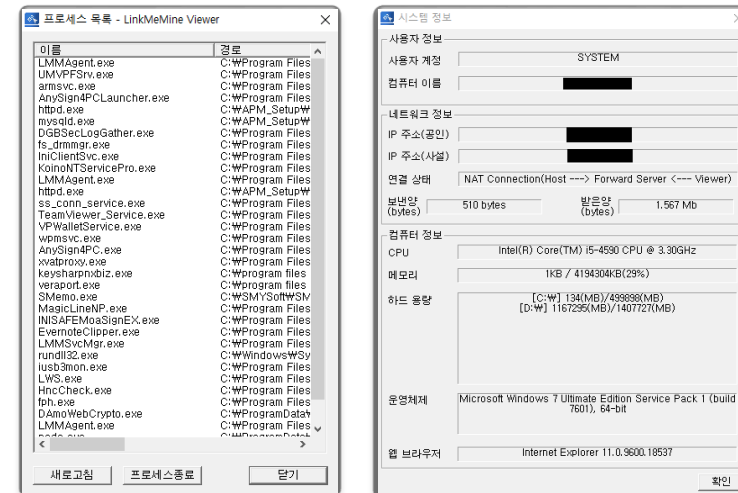 프로세스 목록 - LinkMeMine Viewer
이름 경로
LMMAgent.exe C:₩Program Files
UMVPFSrv.exe C:₩Program Files
armsvc.exe C:₩Program Files
AnySign4PCLauncher.exe C:₩Program Files
httpd.exe C:₩APM_Setup₩
mysqld.exe C:₩APM_Setup₩
DGBSecLogGather.exe C:₩Program Files
fs_drmmgr.exe C:₩Program Files
IniClientSvc.exe C:₩Program Files
KoinoNTServicePro.exe C:₩Program Files
LMMAgent.exe C:₩Program Files
httpd.exe C:₩APM_Setup₩
ss_conn_service.exe C:₩Program Files
TeamViewer_Service.exe C:₩Program Files
VPWalletService.exe C:₩Program Files
wpmsvc.exe C:₩Program Files
AnySign4PC.exe C:₩Program Files
xvatproxy.exe C:₩Program Files
keysharpnxbiz.exe C:₩program files
veraport.exe C:₩Program Files
SMemo.exe C:₩SMYSoft₩SM
MagicLineNP.exe C:₩Program Files
INISAFEMoaSignEX.exe C:₩Program Files
EvernoteClipper.exe C:₩Program Files
LMMSvcMgr.exe C:₩Program Files
rundll32.exe C:₩Windows₩Sy
iusb3mon.exe C:₩Program Files
LWS.exe C:₩Program Files
HncCheck.exe C:₩Program Files
fph.exe C:₩Program Files
DAmoWebCrypto.exe C:₩ProgramData₩
LMMAgent.exe C:₩Program Files
새로고침 프로세스종료 닫기
시스템 정보
사용자 정보
사용자 계정 SYSTEM
컴퓨터 이름
네트워크 정보
IP 주소(공인)
IP 주소(사설)
연결 상태 NAT Connection(Host ---> Forward Server <--- Viewer)
보낸양 (bytes) 510 bytes 받은양 (bytes) 1.567 Mb
컴퓨터 정보
CPU Intel(R) Core(TM) i5-4590 CPU @ 3.30GHz
메모리 1KB / 4194304KB(29%)
하드 용량 [C:₩] 134(MB)/499898(MB)
[D:₩] 1167295(MB)/1407727(MB)
운영체제 Microsoft Windows 7 Ultimate Edition Service Pack 1 (build
7601), 64-bit
웹 브라우저 Internet Explorer 11.0.9600.18537
확인